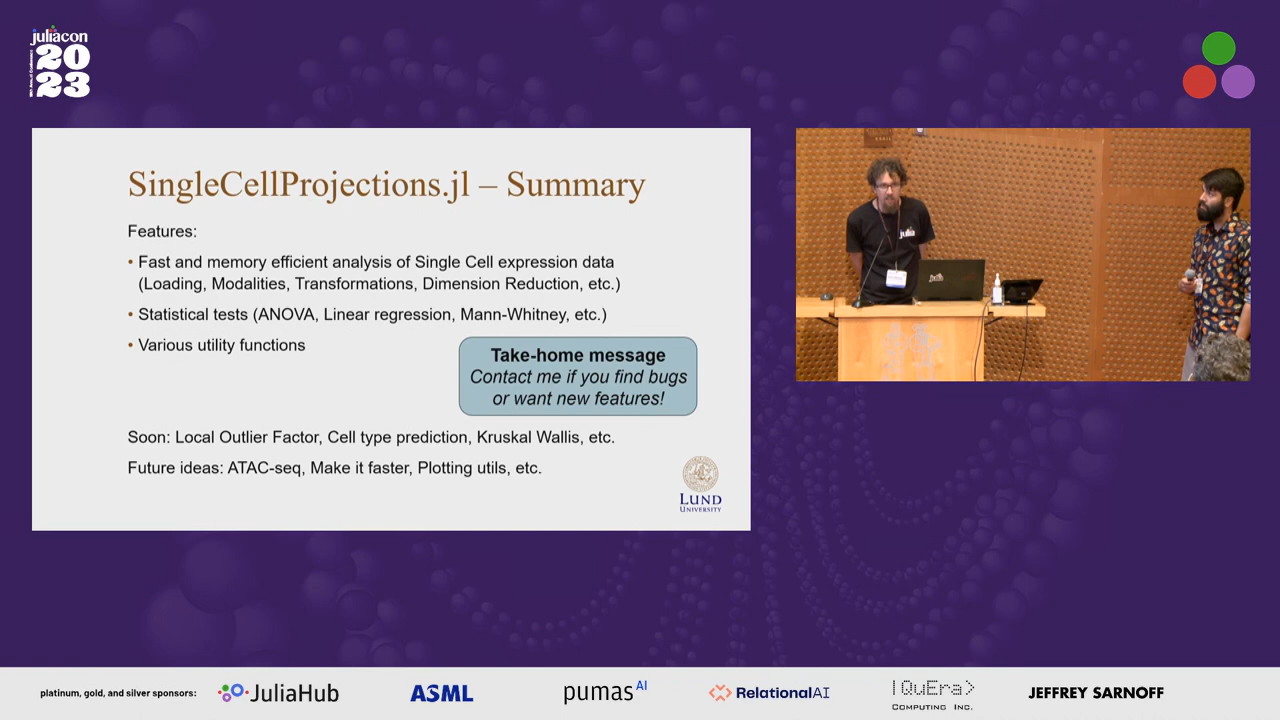 juliacon
20
23
SingleCellProjections.jl – Summary
Features:
• Fast and memory efficient analysis of Single Cell expression data
(Loading, Modalities, Transformations, Dimension Reduction, etc.)
• Statistical tests (ANOVA, Linear regression, Mann-Whitney, etc.)
• Various utility functions
Take-home message
Contact me if you find bugs
or want new features!
Soon: Local Outlier Factor, Cell type prediction, Kruskal Wallis, etc.
Future ideas: ATAC-seq, Make it faster, Plotting utils, etc.
LUND
UNIVERSITY
julia
platinum, gold, and silver sponsors:
JuliaHub
ASML
pumasAI
RelationalAI
|QuEra>
COMPUTING INC.
JEFFREY SARNOFF